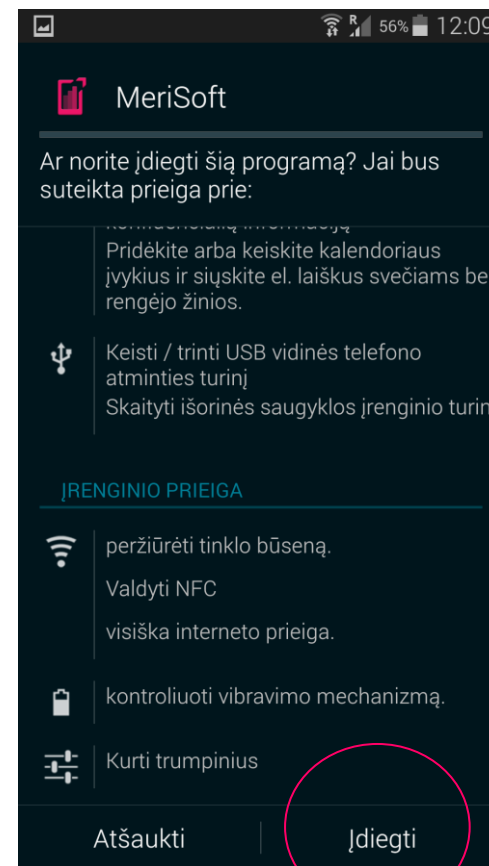 R 56% 12:09
MeriSoft
Ar norite įdiegti šią programą? Jai bus
suteikta prieiga prie:
konfidencialią informaciją
Pridėkite arba keiskite kalendoriaus
įvykius ir siųskite el. laiškus svečiams be
rengėjo žinios.
Keisti / trinti USB vidinės telefono
atminties turinį
Skaityti išorinės saugyklos įrenginio turin
ĮRENGINIO PRIEIGA
peržiūrėti tinklo būseną.
Valdyti NFC
visiška interneto prieiga.
kontroliuoti vibravimo mechanizmą.
Kurti trumpinius
Atšaukti Įdiegti